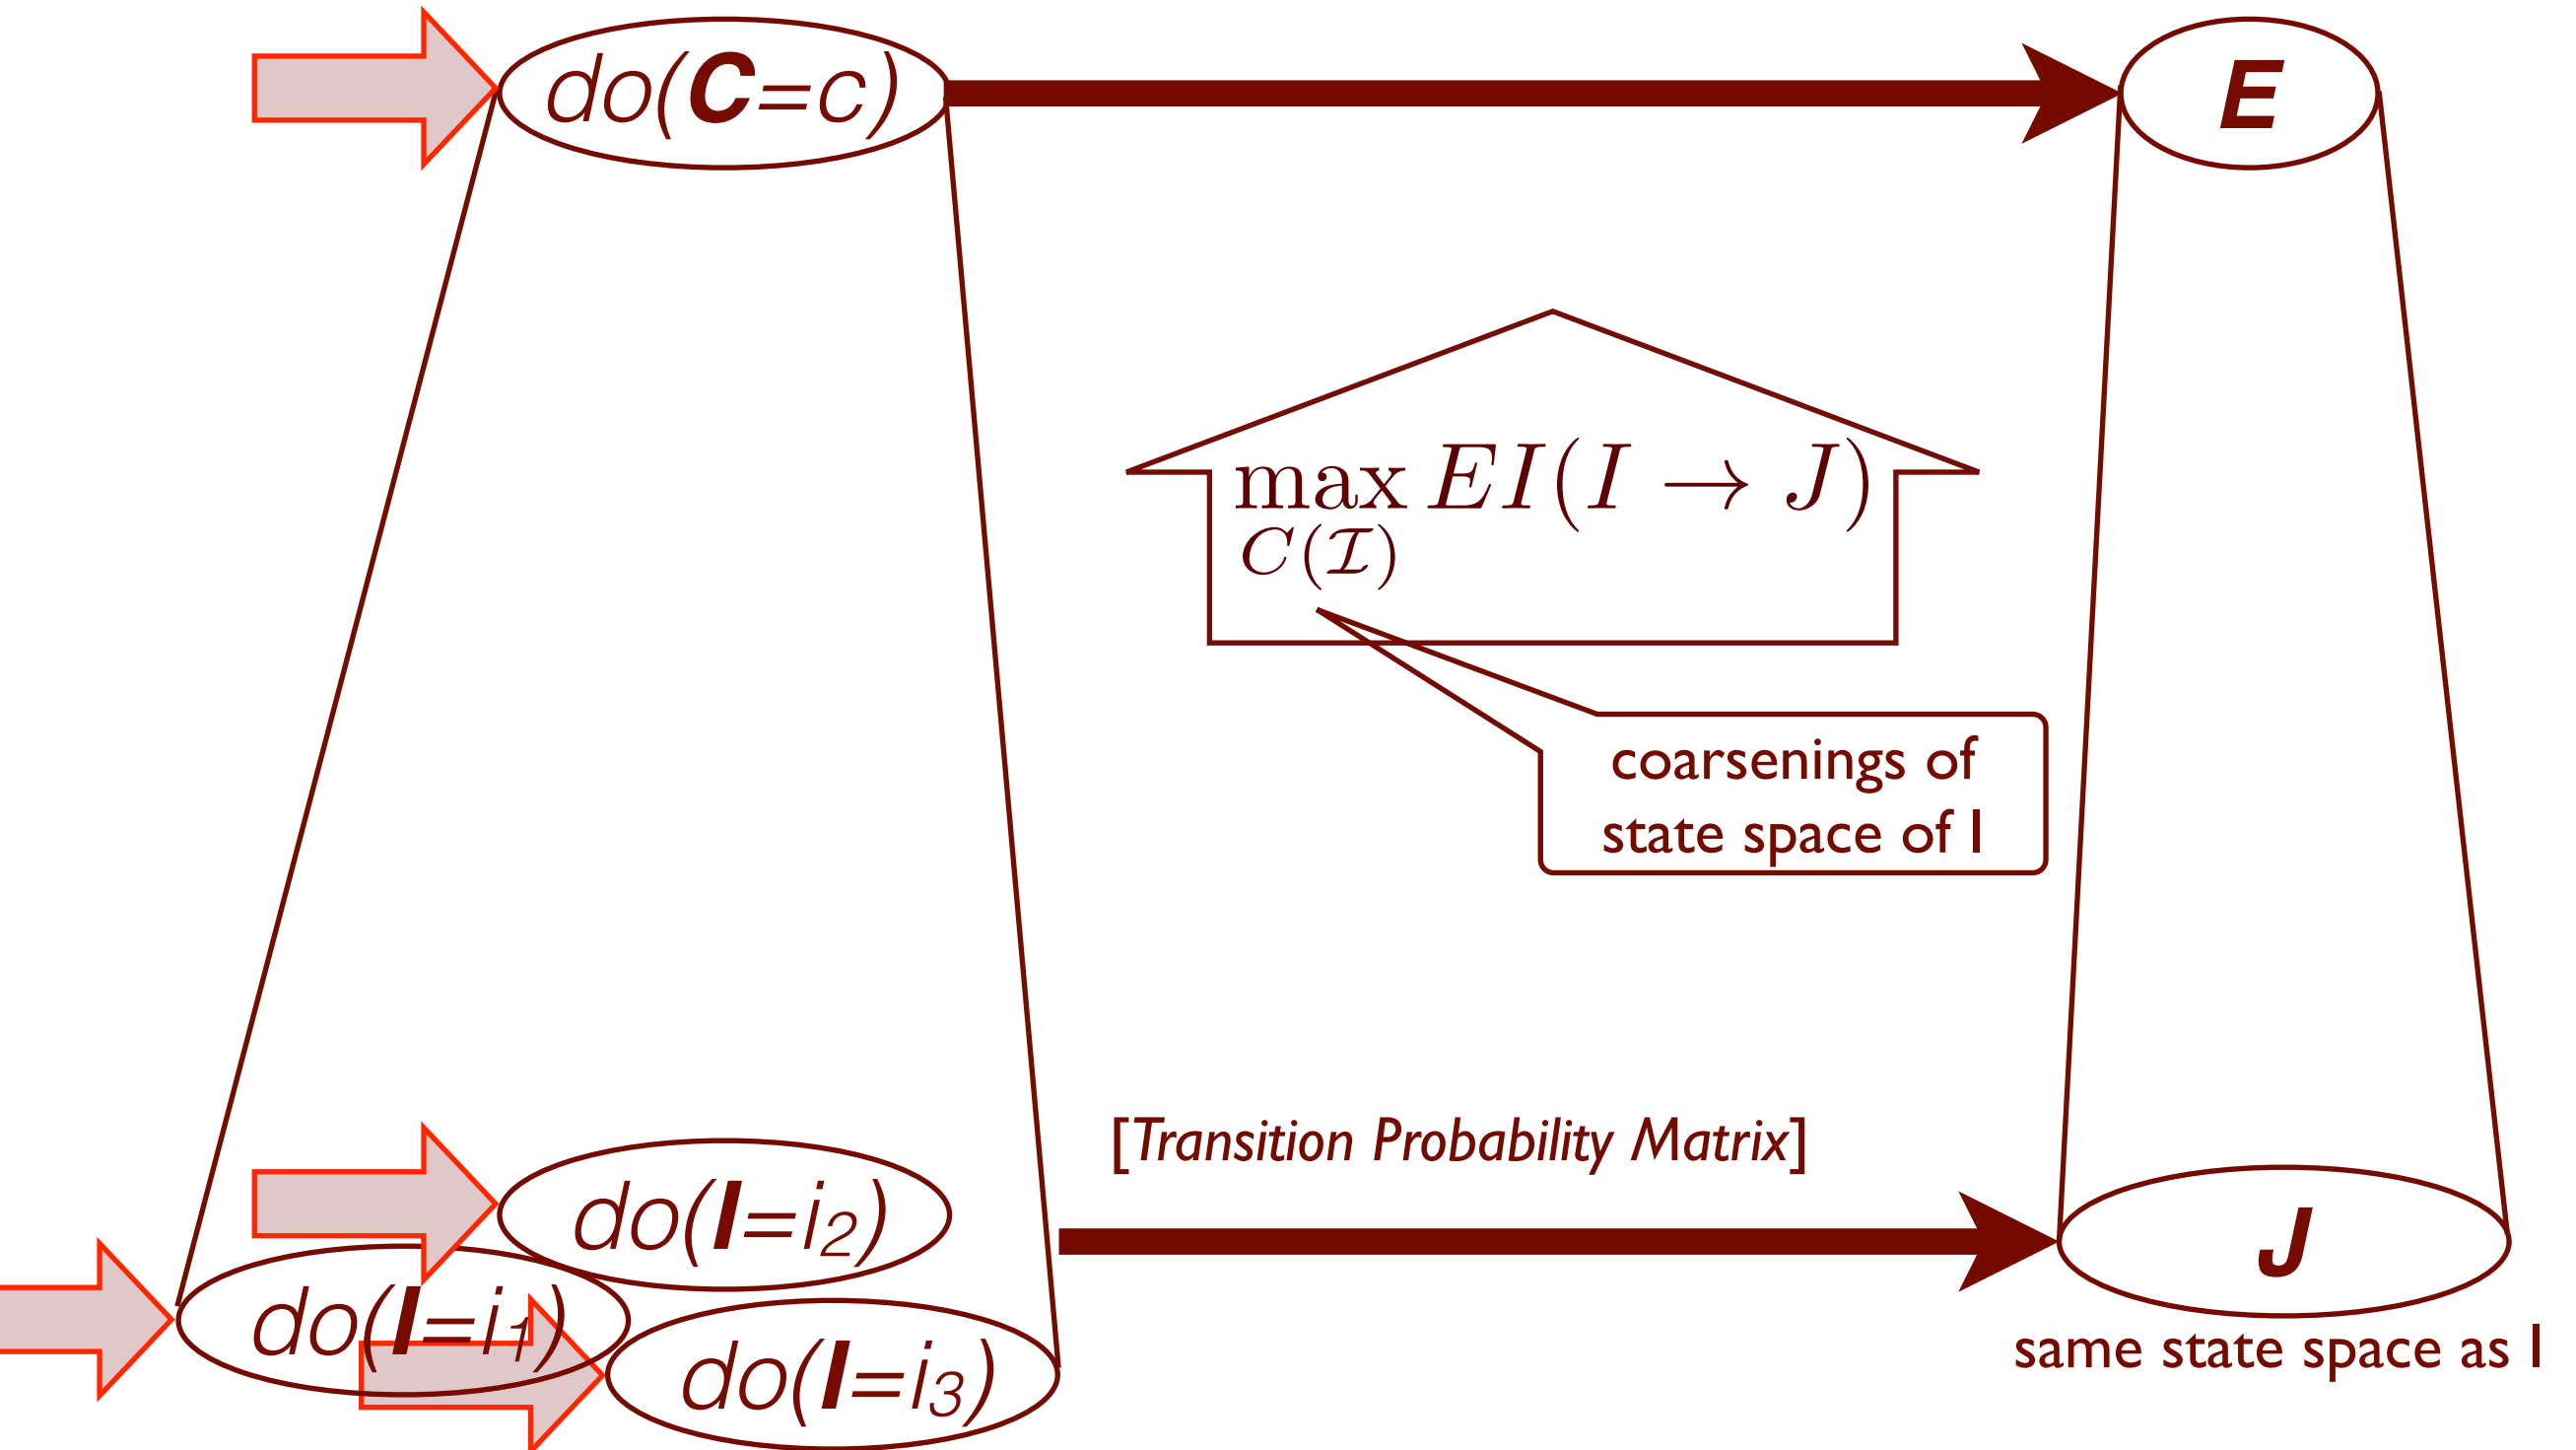 do(C=c)
E
max EI(I → J)
C(ℐ)
coarsenings of
state space of I
[Transition Probability Matrix]
do(I=i₂)
J
do(I=i₁)
do(I=i₃)
same state space as I